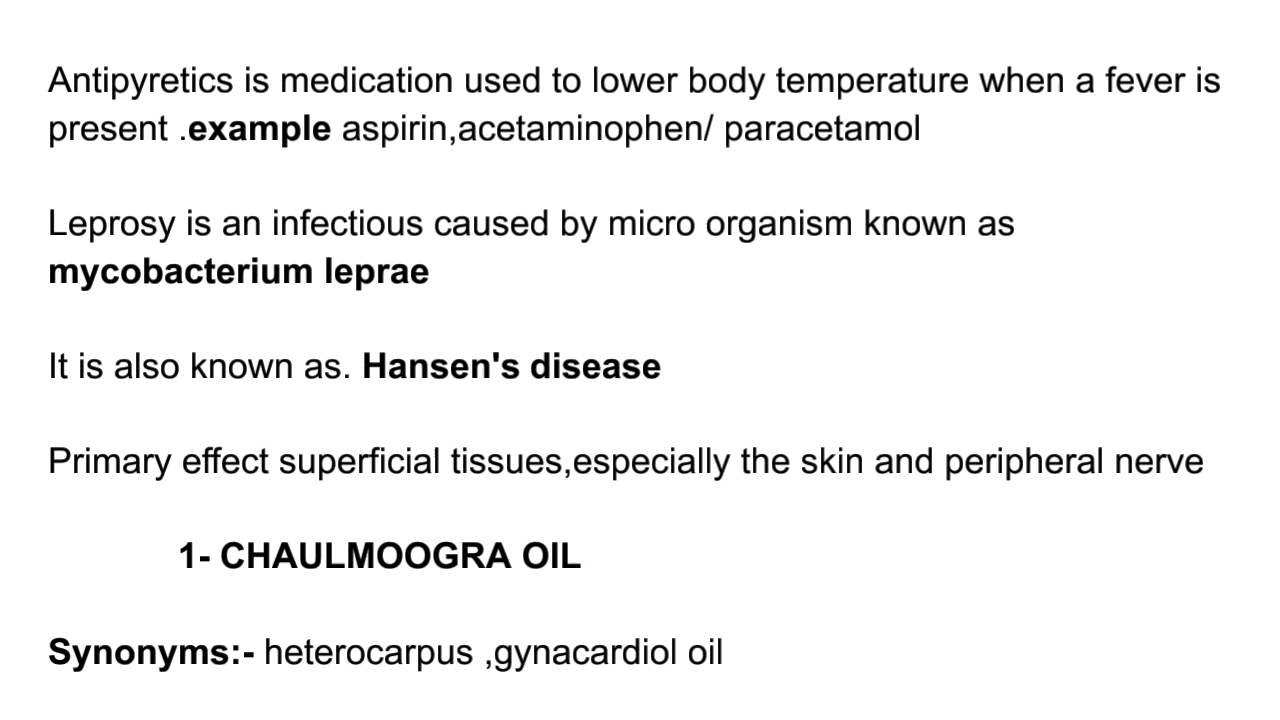 Antipyretics is medication used to lower body temperature when a fever is
present .example aspirin,acetaminophen/ paracetamol
Leprosy is an infectious caused by micro organism known as
mycobacterium leprae
It is also known as. Hansen's disease
Primary effect superficial tissues,especially the skin and peripheral nerve
1- CHAULMOOGRA OIL
Synonyms:- heterocarpus ,gynacardiol oil